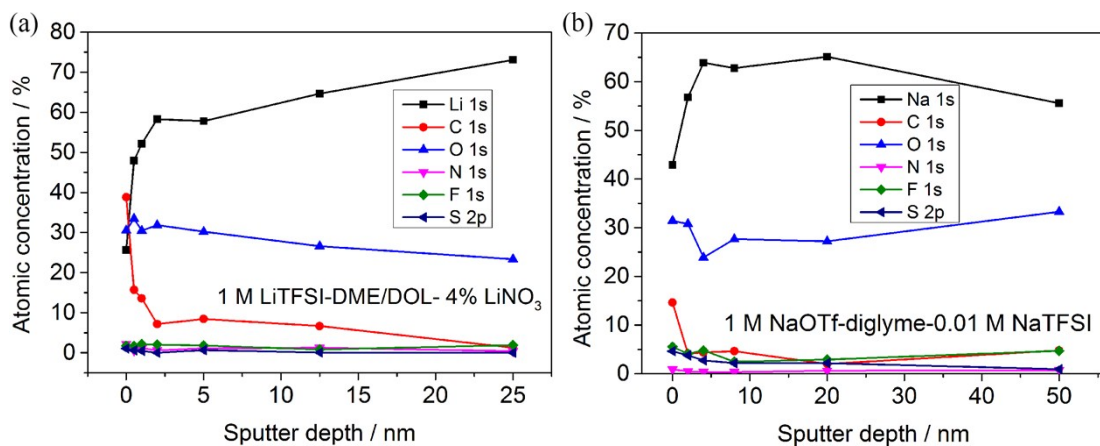 (a)
Atomic concentration / %
80
70
60
50
40
30
20
10
0
Li 1s
C 1s
O 1s
N 1s
F 1s
S 2p
1 M LiTFSI-DME/DOL- 4% LiNO₃
0 5 10 15 20 25
Sputter depth / nm
(b)
Atomic concentration / %
70
60
50
40
30
20
10
0
Na 1s
C 1s
O 1s
N 1s
F 1s
S 2p
1 M NaOTf-diglyme-0.01 M NaTFSI
0 10 20 30 40 50
Sputter depth / nm